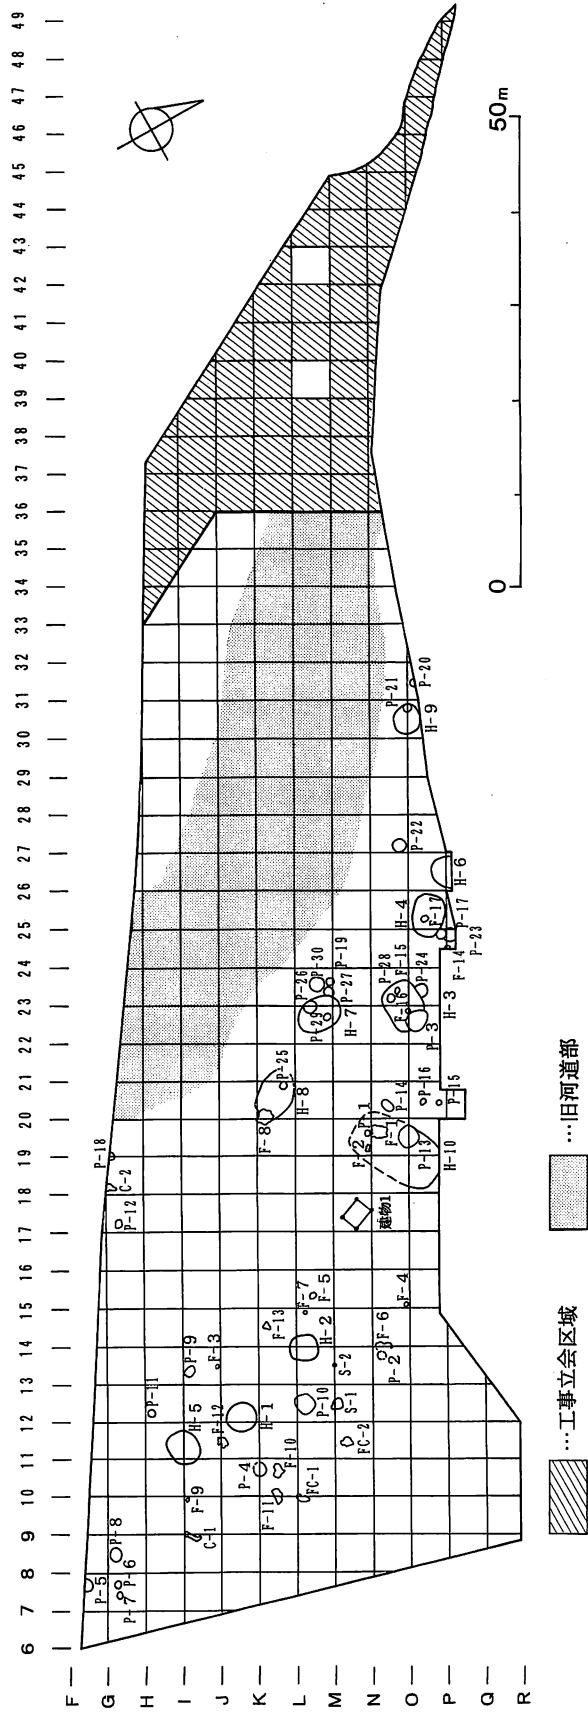 6 7 8 9 10 11 12 13 14 15 16 17 18 19 20 21 22 23 24 25 26 27 28 29 30 31 32 33 34 35 36 37 38 39 40 41 42 43 44 45 46 47 48 49
F
G
H
I
J
K
L
M
N
O
P
Q
R
P-5
P-7
P-6
P-8
C-1
F-9
P-11
H-5
P-9
F-3
F-12
H-1
P-4
F-11
F-10
FC-1
P-10
S-1
FC-2
S-2
H-2
F-13
F-7
F-5
P-2
F-6
F-4
P-12
C-2
P-18
建物1
F-2
P-1
F-1
P-13
H-10
P-14
P-16
P-15
F-8
P-25
H-8
P-26
P-30
P-19
P-27
P-29
H-7
P-28
F-15
P-24
F-16
P-3
H-3
F-14
P-23
P-17
F-17
H-4
H-6
P-22
P-21
H-9
P-20
0 50m
…工事立会区域
…旧河道部